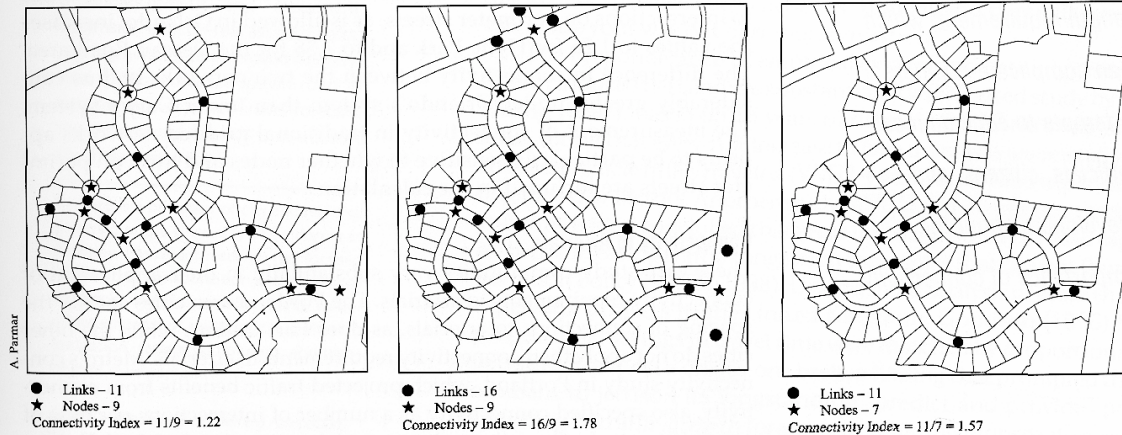 A. Parmar
Links – 11
Nodes – 9
Connectivity Index = 11/9 = 1.22
Links – 16
Nodes – 9
Connectivity Index = 16/9 = 1.78
Links – 11
Nodes – 7
Connectivity Index = 11/7 = 1.57